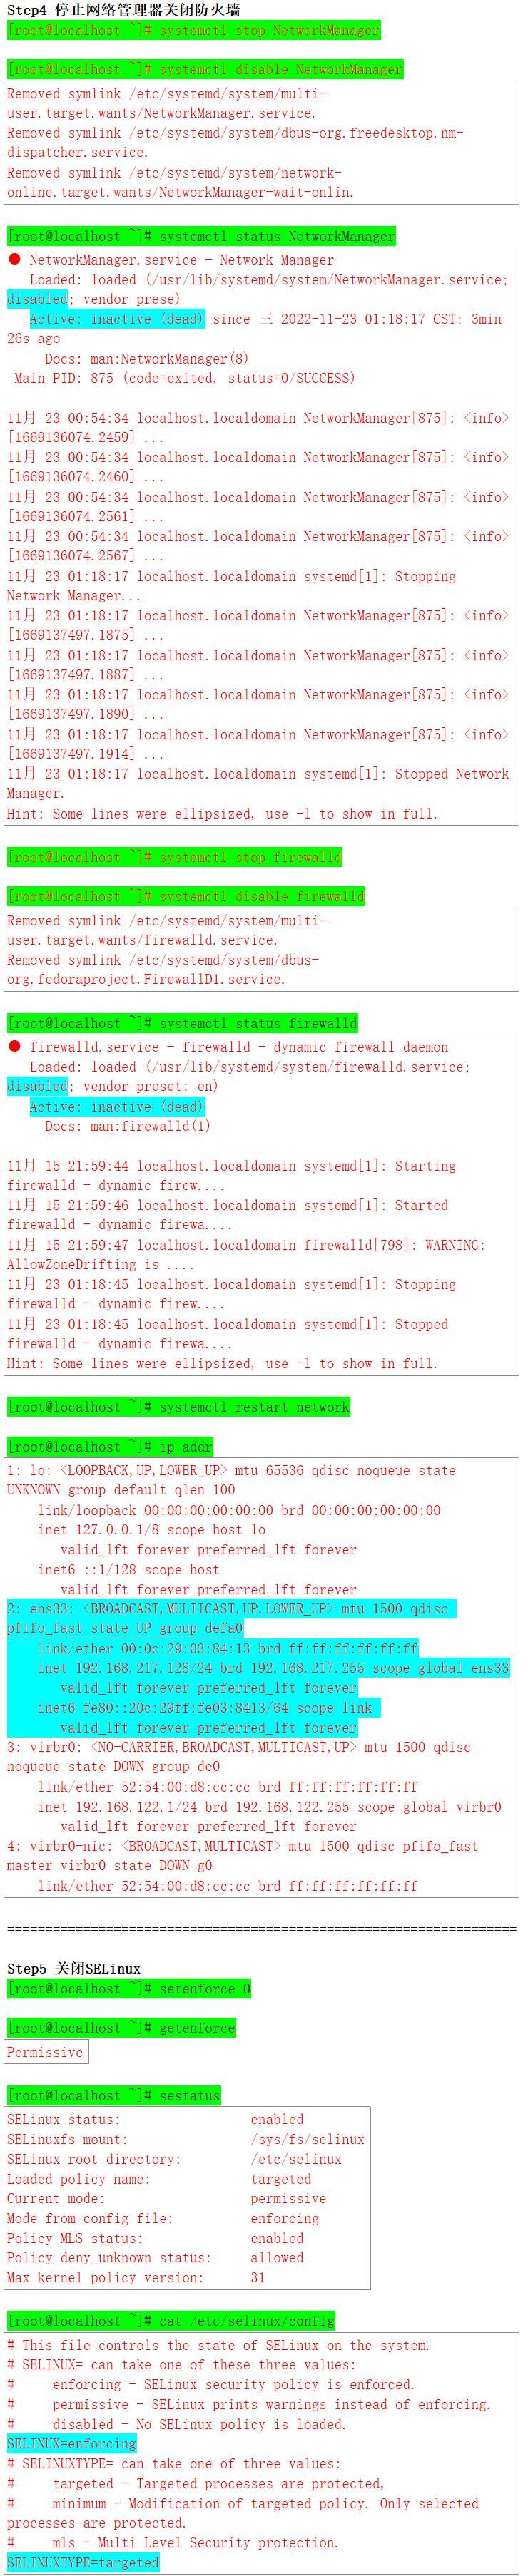 Step4 停止网络管理器关闭防火墙
[root@localhost ~]# systemctl stop NetworkManager
[root@localhost ~]# systemctl disable NetworkManager
Removed symlink /etc/systemd/system/multi-
user.target.wants/NetworkManager.service.
Removed symlink /etc/systemd/system/dbus-org.freedesktop.nm-
dispatcher.service.
Removed symlink /etc/systemd/system/network-
online.target.wants/NetworkManager-wait-onlin.
[root@localhost ~]# systemctl status NetworkManager
● NetworkManager.service - Network Manager
Loaded: loaded (/usr/lib/systemd/system/NetworkManager.service;
disabled; vendor prese)
Active: inactive (dead) since 三 2022-11-23 01:18:17 CST; 3min
26s ago
Docs: man:NetworkManager(8)
Main PID: 875 (code=exited, status=0/SUCCESS)
11月 23 00:54:34 localhost.localdomain NetworkManager[875]: <info>
[1669136074.2459] ...
11月 23 00:54:34 localhost.localdomain NetworkManager[875]: <info>
[1669136074.2460] ...
11月 23 00:54:34 localhost.localdomain NetworkManager[875]: <info>
[1669136074.2561] ...
11月 23 00:54:34 localhost.localdomain NetworkManager[875]: <info>
[1669136074.2567] ...
11月 23 01:18:17 localhost.localdomain systemd[1]: Stopping
Network Manager...
11月 23 01:18:17 localhost.localdomain NetworkManager[875]: <info>
[1669137497.1875] ...
11月 23 01:18:17 localhost.localdomain NetworkManager[875]: <info>
[1669137497.1887] ...
11月 23 01:18:17 localhost.localdomain NetworkManager[875]: <info>
[1669137497.1890] ...
11月 23 01:18:17 localhost.localdomain NetworkManager[875]: <info>
[1669137497.1914] ...
11月 23 01:18:17 localhost.localdomain systemd[1]: Stopped Network
Manager.
Hint: Some lines were ellipsized, use -l to show in full.
[root@localhost ~]# systemctl stop firewalld
[root@localhost ~]# systemctl disable firewalld
Removed symlink /etc/systemd/system/multi-
user.target.wants/firewalld.service.
Removed symlink /etc/systemd/system/dbus-
org.fedoraproject.FirewallD1.service.
[root@localhost ~]# systemctl status firewalld
● firewalld.service - firewalld - dynamic firewall daemon
Loaded: loaded (/usr/lib/systemd/system/firewalld.service;
disabled; vendor preset: en)
Active: inactive (dead)
Docs: man:firewalld(1)
11月 15 21:59:44 localhost.localdomain systemd[1]: Starting
firewalld - dynamic firew....
11月 15 21:59:46 localhost.localdomain systemd[1]: Started
firewalld - dynamic firewa....
11月 15 21:59:47 localhost.localdomain firewalld[798]: WARNING:
AllowZoneDrifting is ....
11月 23 01:18:45 localhost.localdomain systemd[1]: Stopping
firewalld - dynamic firew....
11月 23 01:18:45 localhost.localdomain systemd[1]: Stopped
firewalld - dynamic firewa....
Hint: Some lines were ellipsized, use -l to show in full.
[root@localhost ~]# systemctl restart network
[root@localhost ~]# ip addr
1: lo: <LOOPBACK,UP,LOWER_UP> mtu 65536 qdisc noqueue state
UNKNOWN group default qlen 100
link/loopback 00:00:00:00:00:00 brd 00:00:00:00:00:00
inet 127.0.0.1/8 scope host lo
valid_lft forever preferred_lft forever
inet6 ::1/128 scope host
valid_lft forever preferred_lft forever
2: ens33: <BROADCAST,MULTICAST,UP,LOWER_UP> mtu 1500 qdisc
pfifo_fast state UP group defa0
link/ether 00:0c:29:03:84:13 brd ff:ff:ff:ff:ff:ff
inet 192.168.217.128/24 brd 192.168.217.255 scope global ens33
valid_lft forever preferred_lft forever
inet6 fe80::20c:29ff:fe03:8413/64 scope link
valid_lft forever preferred_lft forever
3: virbr0: <NO-CARRIER,BROADCAST,MULTICAST,UP> mtu 1500 qdisc
noqueue state DOWN group de0
link/ether 52:54:00:d8:cc:cc brd ff:ff:ff:ff:ff:ff
inet 192.168.122.1/24 brd 192.168.122.255 scope global virbr0
valid_lft forever preferred_lft forever
4: virbr0-nic: <BROADCAST,MULTICAST> mtu 1500 qdisc pfifo_fast
master virbr0 state DOWN g0
link/ether 52:54:00:d8:cc:cc brd ff:ff:ff:ff:ff:ff
===================================================================
Step5 关闭SELinux
[root@localhost ~]# setenforce 0
[root@localhost ~]# getenforce
Permissive
[root@localhost ~]# sestatus
SELinux status: enabled
SELinuxfs mount: /sys/fs/selinux
SELinux root directory: /etc/selinux
Loaded policy name: targeted
Current mode: permissive
Mode from config file: enforcing
Policy MLS status: enabled
Policy deny_unknown status: allowed
Max kernel policy version: 31
[root@localhost ~]# cat /etc/selinux/config
# This file controls the state of SELinux on the system.
# SELINUX= can take one of these three values:
# enforcing - SELinux security policy is enforced.
# permissive - SELinux prints warnings instead of enforcing.
# disabled - No SELinux policy is loaded.
SELINUX=enforcing
# SELINUXTYPE= can take one of three values:
# targeted - Targeted processes are protected,
# minimum - Modification of targeted policy. Only selected
processes are protected.
# mls - Multi Level Security protection.
SELINUXTYPE=targeted